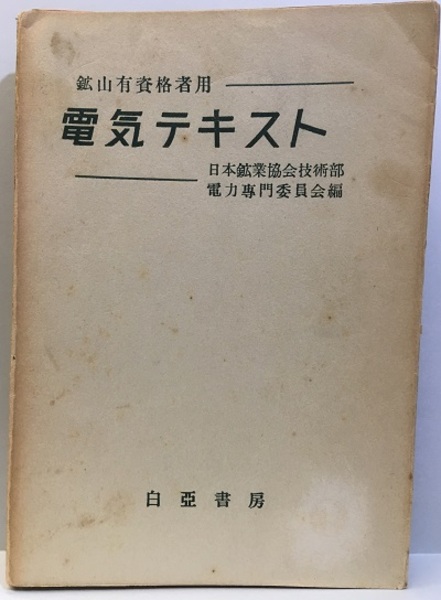 鉱山有資格者用
電気テキスト
日本鉱業協会技術部
電力専門委員会編
白亜書房